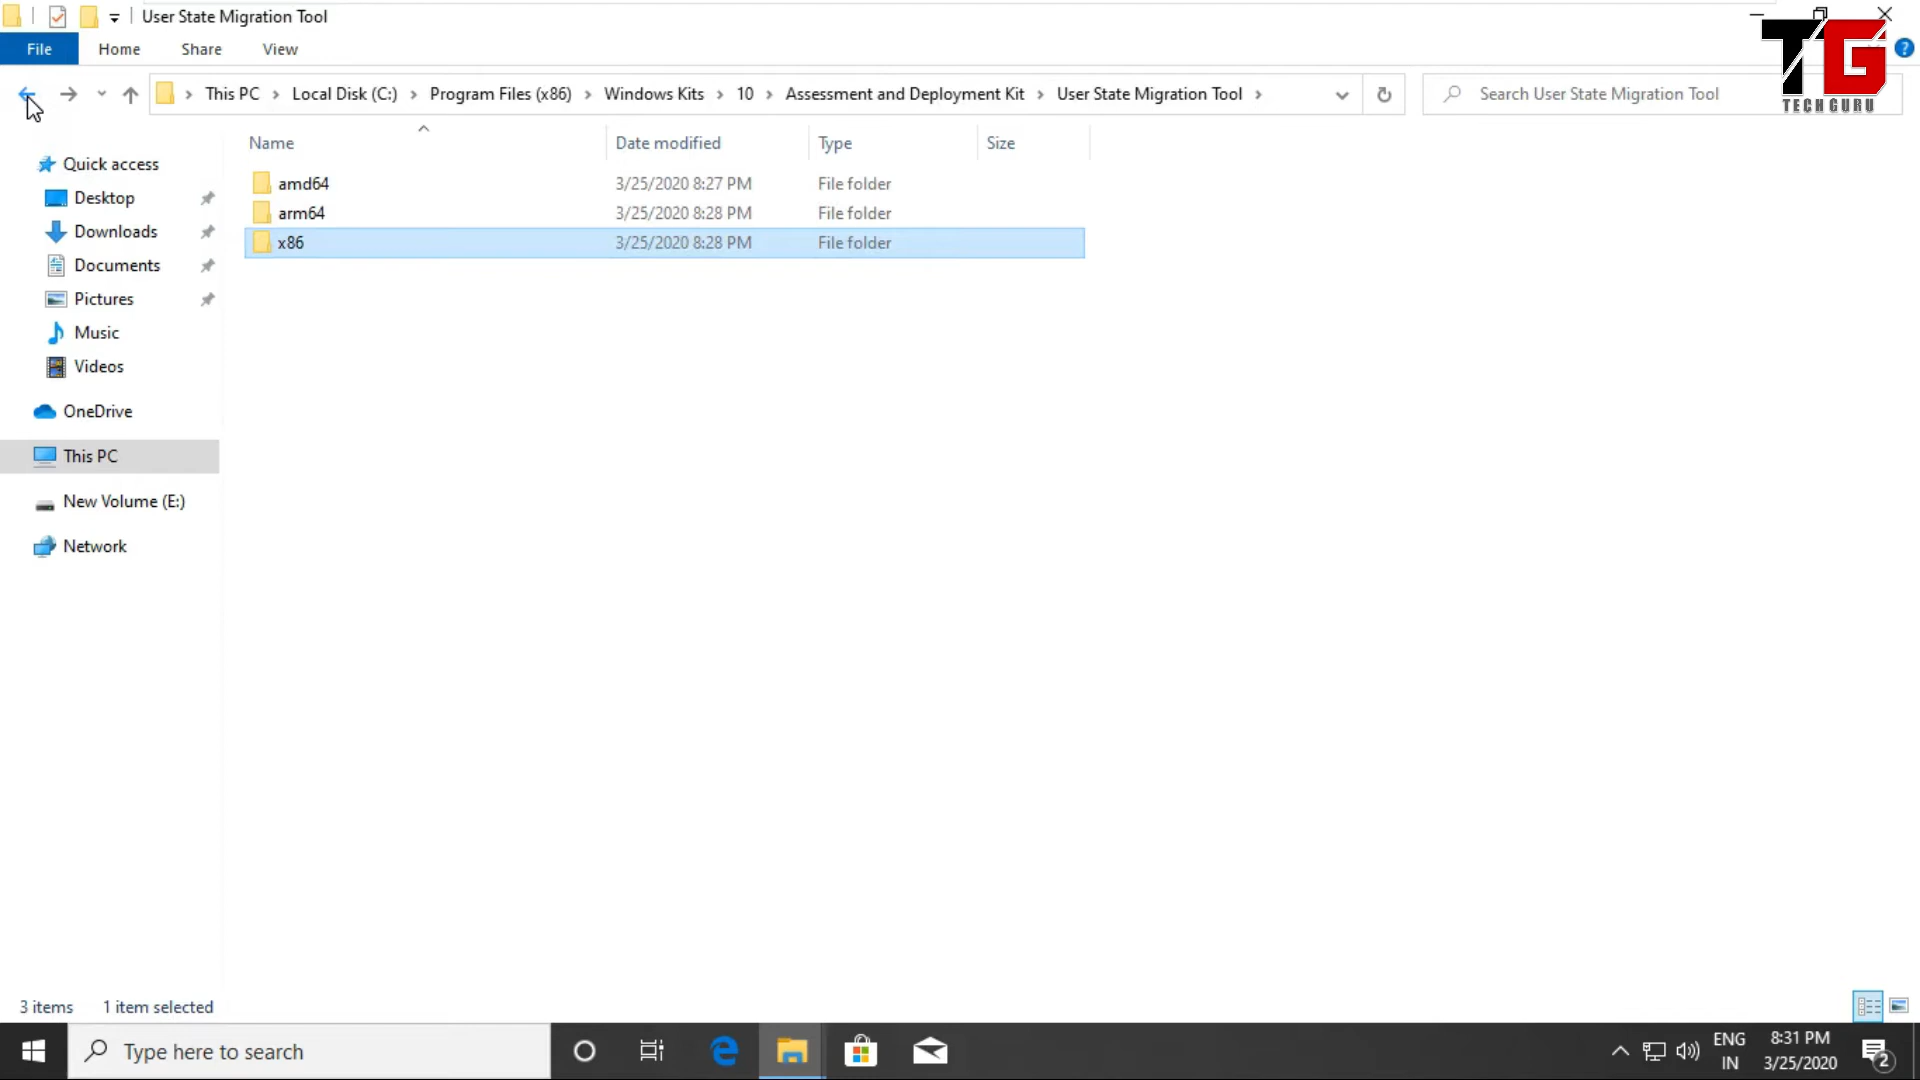 User State Migration Tool
File Home Share View
This PC Local Disk (C:) Program Files (x86) Windows Kits 10 Assessment and Deployment Kit User State Migration Tool
Search User State Migration Tool
TG
TECH GURU
Name Date modified Type Size
amd64 3/25/2020 8:27 PM File folder
arm64 3/25/2020 8:28 PM File folder
x86 3/25/2020 8:28 PM File folder
Quick access
Desktop
Downloads
Documents
Pictures
Music
Videos
OneDrive
This PC
New Volume (E:)
Network
3 items 1 item selected
Type here to search
ENG
IN
8:31 PM
3/25/2020
2